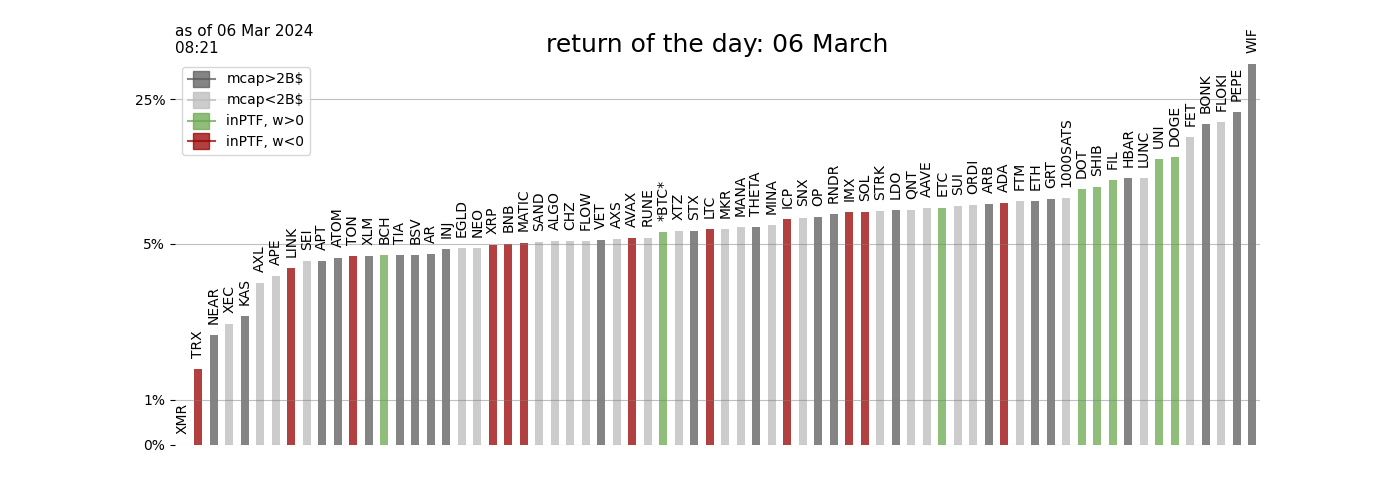 as of 06 Mar 2024
08:21
return of the day: 06 March
mcap>2B$
mcap<2B$
inPTF, w>0
inPTF, w<0
25%
5%
1%
0%
XMR
TRX
NEAR
XEC
KAS
AXL
APE
LINK
SEI
APT
ATOM
TON
XLM
BCH
TIA
BSV
AR
INJ
EGLD
NEO
XRP
BNB
MATIC
SAND
ALGO
CHZ
FLOW
VET
AXS
AVAX
RUNE
*BTC*
XTZ
STX
LTC
MKR
MANA
THETA
MINA
ICP
SNX
OP
RNDR
IMX
SOL
STRK
LDO
QNT
AAVE
ETC
SUI
ORDI
ARB
ADA
FTM
ETH
GRT
1000SATS
DOT
SHIB
FIL
HBAR
LUNC
UNI
DOGE
FET
BONK
FLOKI
PEPE
WIF